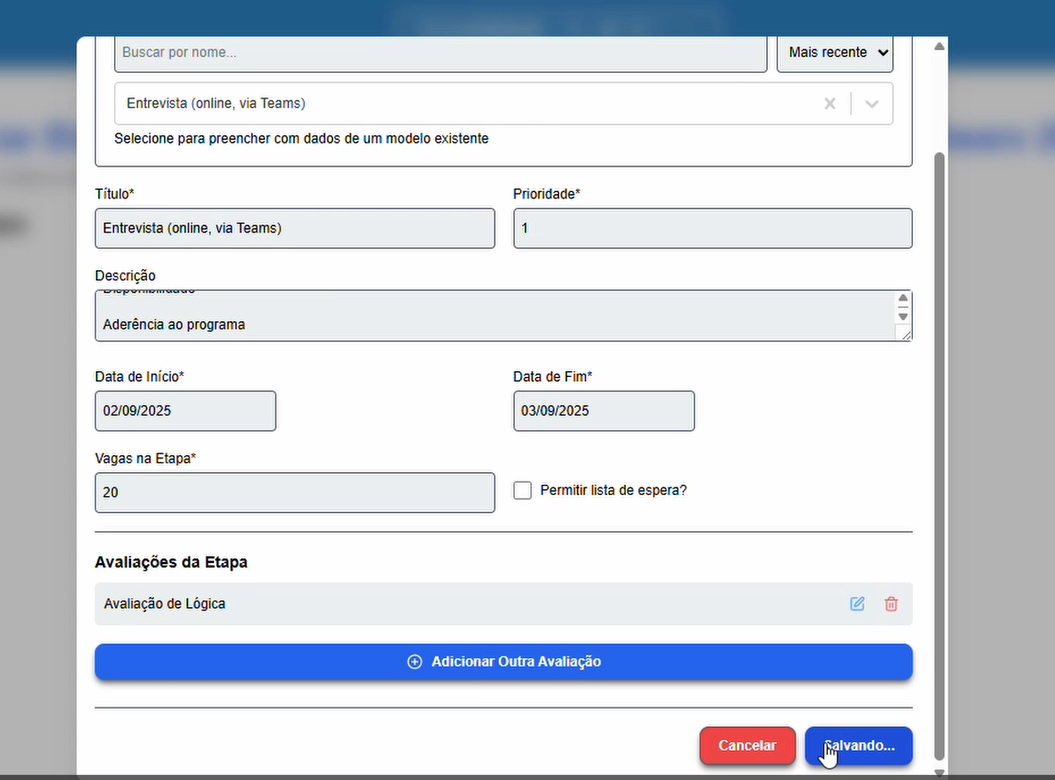 Buscar por nome...
Mais recente
Entrevista (online, via Teams)
Selecione para preencher com dados de um modelo existente
Título*
Prioridade*
Entrevista (online, via Teams)
1
Descrição
Disponibilidade
Aderência ao programa
Data de Início*
Data de Fim*
02/09/2025
03/09/2025
Vagas na Etapa*
20
Permitir lista de espera?
Avaliações da Etapa
Avaliação de Lógica
Adicionar Outra Avaliação
Cancelar
Salvando...